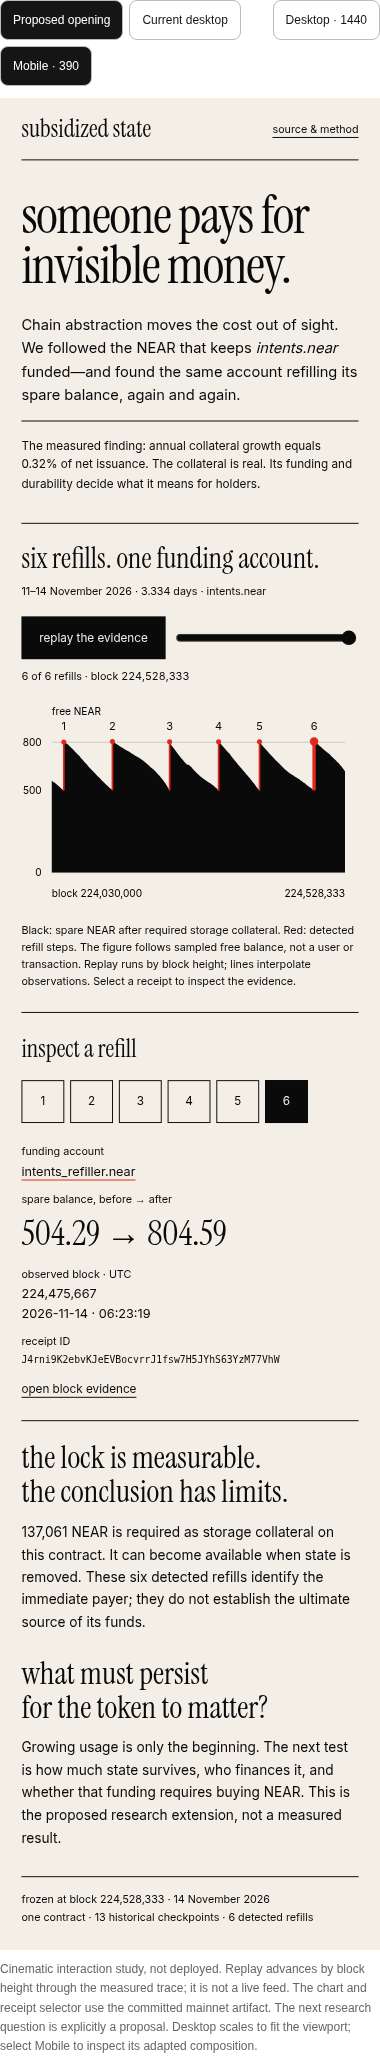 Proposed opening
Current desktop
Desktop · 1440
Mobile · 390
subsidized state
source & method
someone pays for
invisible money.
Chain abstraction moves the cost out of sight.
We followed the NEAR that keeps intents.near
funded—and found the same account refilling its
spare balance, again and again.
The measured finding: annual collateral growth equals
0.32% of net issuance. The collateral is real. Its funding and
durability decide what it means for holders.
six refills. one funding account.
11–14 November 2026 · 3.334 days · intents.near
replay the evidence
6 of 6 refills · block 224,528,333
free NEAR
1 2 3 4 5 6
800
500
0
block 224,030,000 224,528,333
Black: spare NEAR after required storage collateral. Red: detected
refill steps. The figure follows sampled free balance, not a user or
transaction. Replay runs by block height; lines interpolate
observations. Select a receipt to inspect the evidence.
inspect a refill
1 2 3 4 5 6
funding account
intents_refiller.near
spare balance, before → after
504.29 → 804.59
observed block · UTC
224,475,667
2026-11-14 · 06:23:19
receipt ID
J4rni9K2ebvKJeEVBocvrrJ1fsw7H5JYhS63YzM77VhW
open block evidence
the lock is measurable.
the conclusion has limits.
137,061 NEAR is required as storage collateral on
this contract. It can become available when state is
removed. These six detected refills identify the
immediate payer; they do not establish the ultimate
source of its funds.
what must persist
for the token to matter?
Growing usage is only the beginning. The next test
is how much state survives, who finances it, and
whether that funding requires buying NEAR. This is
the proposed research extension, not a measured
result.
frozen at block 224,528,333 · 14 November 2026
one contract · 13 historical checkpoints · 6 detected refills
Cinematic interaction study, not deployed. Replay advances by block
height through the measured trace; it is not a live feed. The chart and
receipt selector use the committed mainnet artifact. The next research
question is explicitly a proposal. Desktop scales to fit the viewport;
select Mobile to inspect its adapted composition.